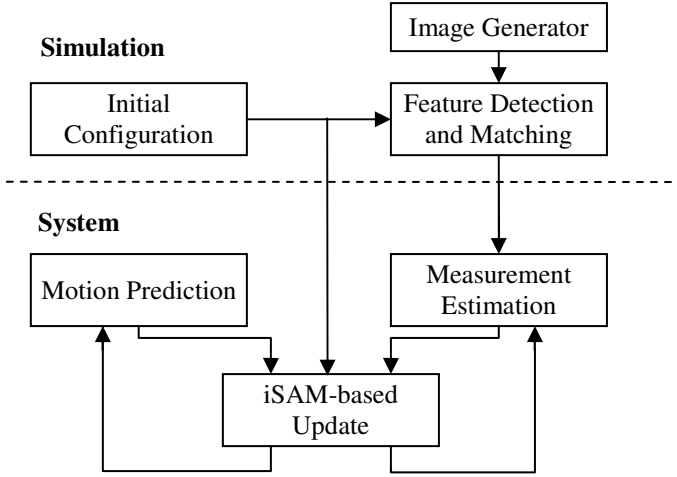 Image Generator
Simulation
Initial
Configuration
Feature Detection
and Matching
System
Motion Prediction
Measurement
Estimation
iSAM-based
Update